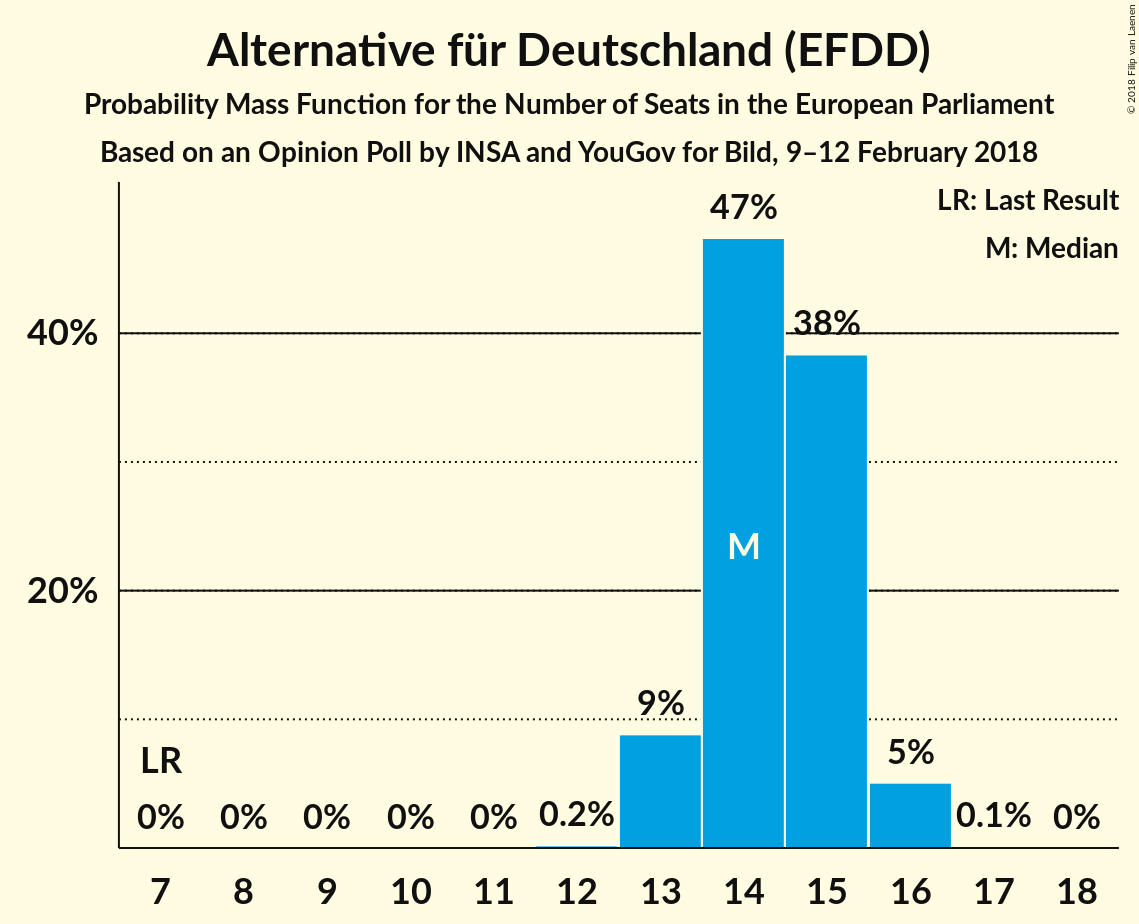 Alternative für Deutschland (EFDD)
Probability Mass Function for the Number of Seats in the European Parliament
Based on an Opinion Poll by INSA and YouGov for Bild, 9–12 February 2018
© 2018 Filip van Laenen
LR: Last Result
M: Median
47%
38%
40%
M
20%
9%
5%
LR
0% 0% 0% 0% 0% 0.2% 0.1% 0%
7 8 9 10 11 12 13 14 15 16 17 18